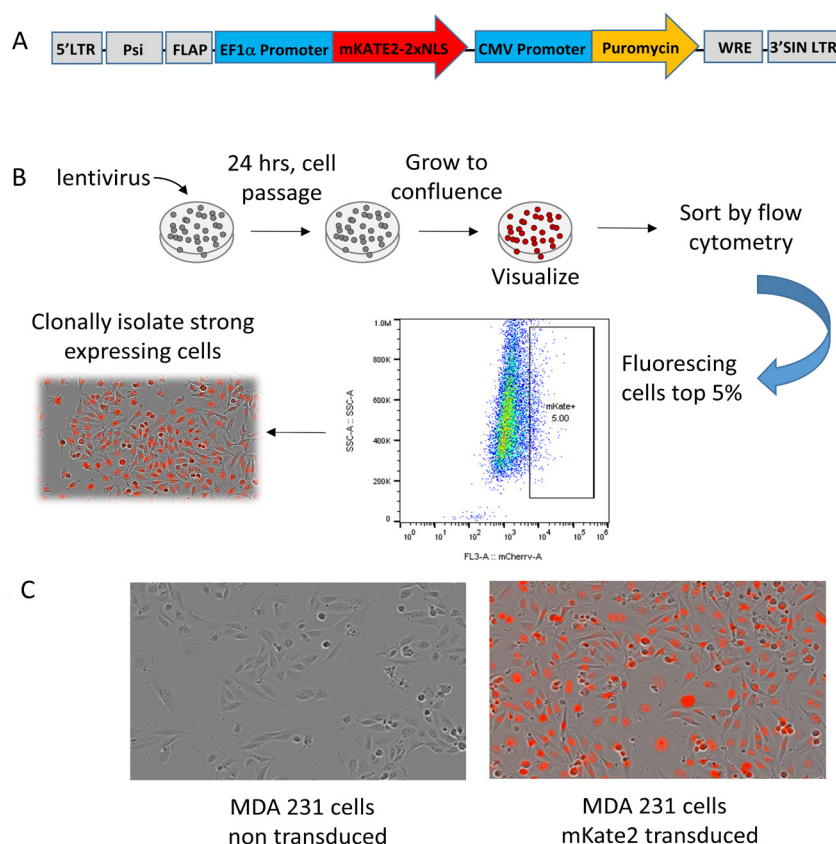 A
5'LTR Psi FLAP EF1α Promoter mKATE2-2xNLS CMV Promoter Puromycin WRE 3'SIN LTR
B
lentivirus
24 hrs, cell
passage
Grow to
confluence
Visualize
Sort by flow
cytometry
Fluorescing
cells top 5%
Clonally isolate strong
expressing cells
SSC-A :: SSC-A
1.0M
800K
600K
400K
200K
0
mKate+
5.00
10^0 10^1 10^2 10^3 10^4 10^5 10^6
FL3-A :: mCherry-A
C
MDA 231 cells
non transduced
MDA 231 cells
mKate2 transduced